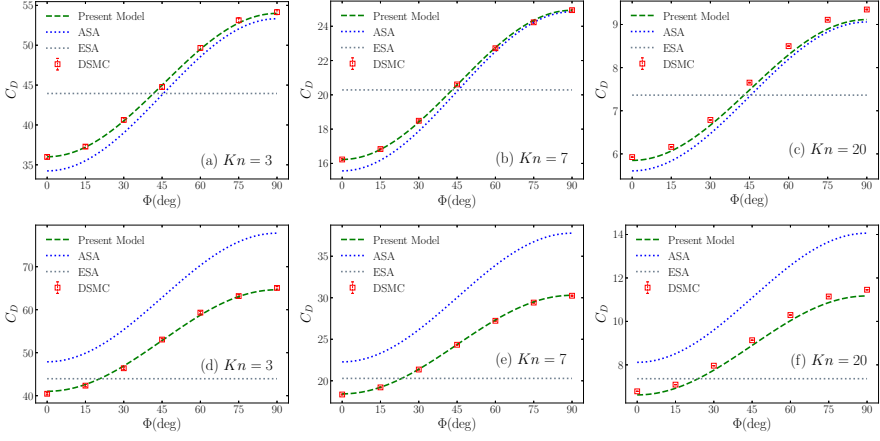 55
50
45
40
35
C_D
Present Model
ASA
ESA
DSMC
(a) Kn = 3
0 15 30 45 60 75 90
Φ(deg)
24
22
20
18
16
C_D
Present Model
ASA
ESA
DSMC
(b) Kn = 7
0 15 30 45 60 75 90
Φ(deg)
9
8
7
6
C_D
Present Model
ASA
ESA
DSMC
(c) Kn = 20
0 15 30 45 60 75 90
Φ(deg)
70
60
50
40
C_D
Present Model
ASA
ESA
DSMC
(d) Kn = 3
0 15 30 45 60 75 90
Φ(deg)
35
30
25
20
C_D
Present Model
ASA
ESA
DSMC
(e) Kn = 7
0 15 30 45 60 75 90
Φ(deg)
14
12
10
8
C_D
Present Model
ASA
ESA
DSMC
(f) Kn = 20
0 15 30 45 60 75 90
Φ(deg)